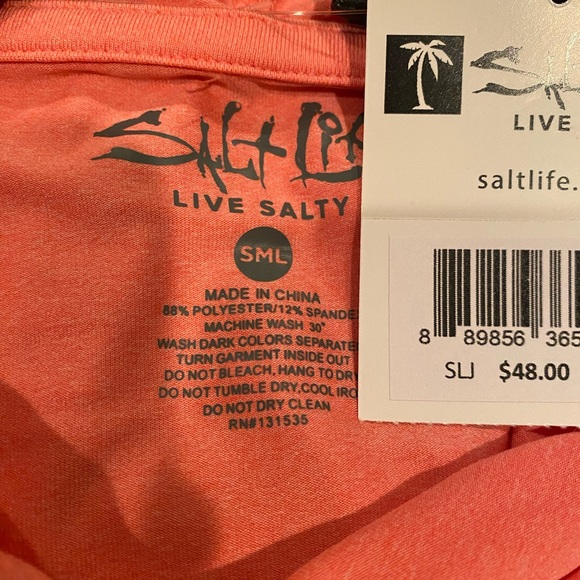 SALT LIFE
LIVE SALTY
SML
MADE IN CHINA
88% POLYESTER/12% SPANDE
MACHINE WASH 30°
WASH DARK COLORS SEPARATE
TURN GARMENT INSIDE OUT
DO NOT BLEACH, HANG TO DRY
DO NOT TUMBLE DRY,COOL IRO
DO NOT DRY CLEAN
RN#131535
LIVE
saltlife.
8 89856 365
SLJ $48.00